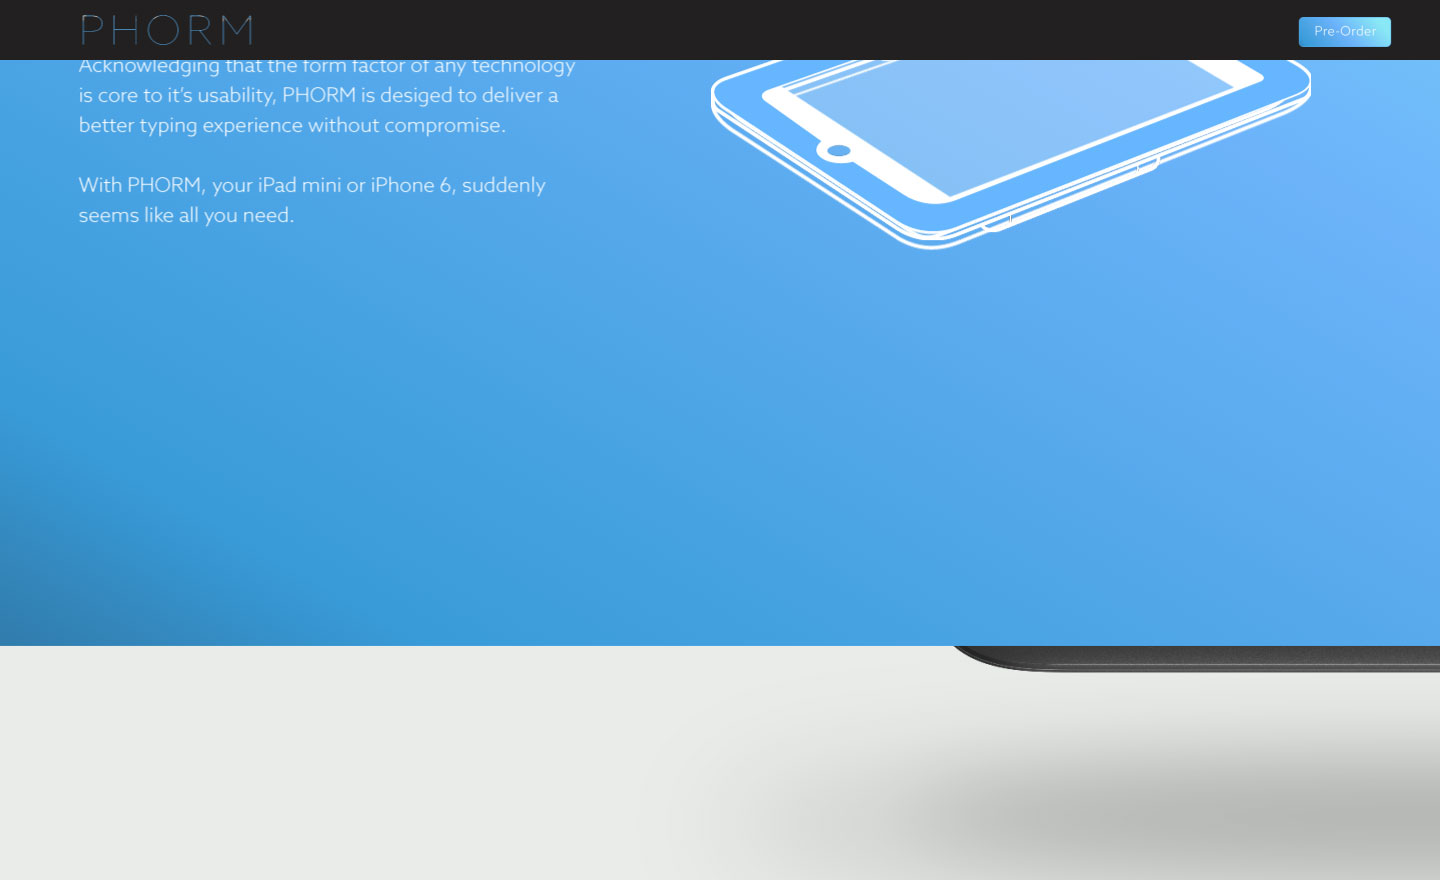 PHORM
Pre-Order
Acknowledging that the form factor of any technology
is core to it’s usability, PHORM is desiged to deliver a
better typing experience without compromise.
With PHORM, your iPad mini or iPhone 6, suddenly
seems like all you need.